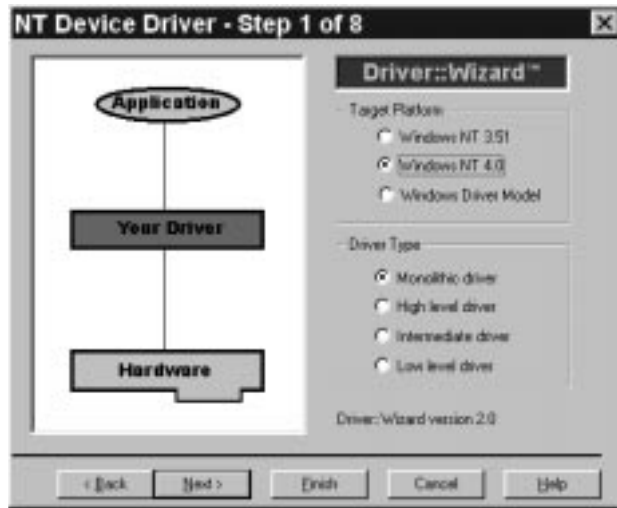 NT Device Driver - Step 1 of 8
Application
Your Driver
Hardware
Driver::Wizard™
Target Platform
Windows NT 3.51
Windows NT 4.0
Windows Driver Model
Driver Type
Monolithic driver
High level driver
Intermediate driver
Low level driver
Driver::Wizard version 2.0
< Back
Next >
Finish
Cancel
Help